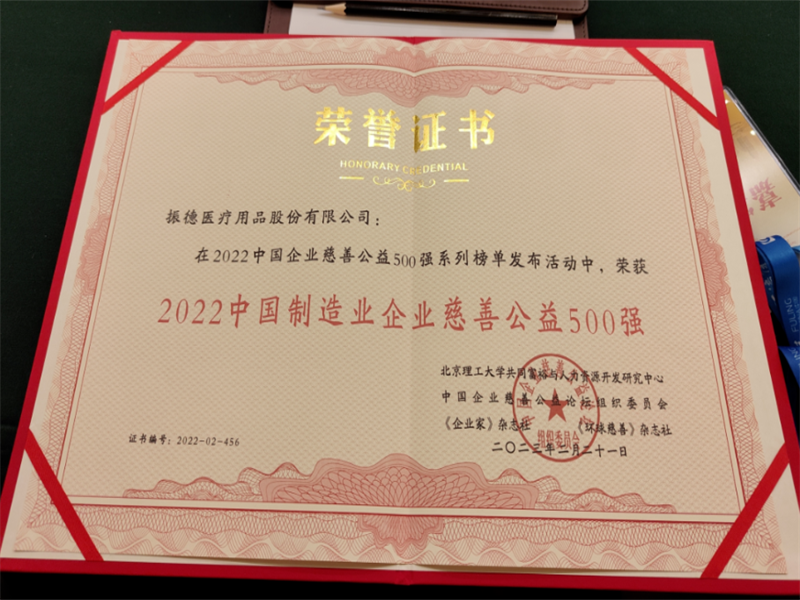 荣誉证书
HONORARY CREDENTIAL
振德医疗用品股份有限公司：
在2022中国企业慈善公益500强系列榜单发布活动中，荣获
2022中国制造业企业慈善公益500强
北京理工大学共同富裕与人力资源开发研究中心
中国企业慈善公益论坛组织委员会
《企业家》杂志社 《环球慈善》杂志社
二〇二三年二月二十一日
组织委员会
证书编号：2022-02-456